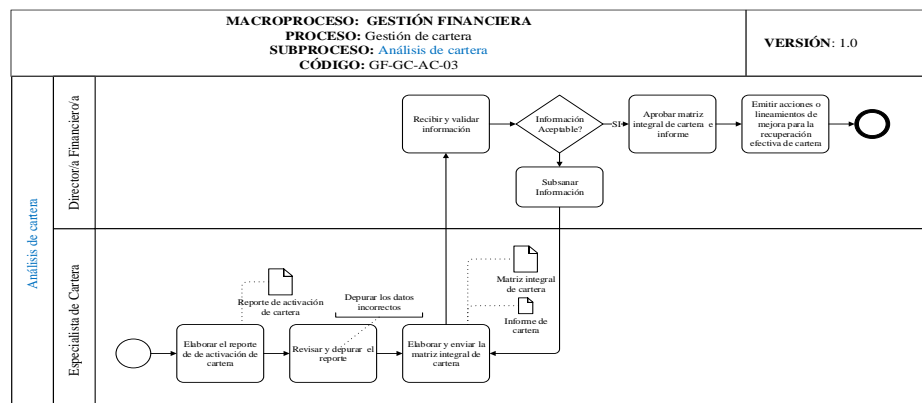 MACROPROCESO: GESTIÓN FINANCIERA
PROCESO: Gestión de cartera
SUBPROCESO: Análisis de cartera
CÓDIGO: GF-GC-AC-03
VERSIÓN: 1.0
Análisis de cartera
Director/a Financiero/a
Recibir y validar
información
Información
Aceptable?
SI
Aprobar matriz
integral de cartera e
informe
Emitir acciones o
lineamientos de
mejora para la
recuperación
efectiva de cartera
Subsanar
Información
Especialista de Cartera
Reporte de activación
de cartera
Depurar los datos
incorrectos
Matriz integral
de cartera
Informe de
cartera
Elaborar el reporte
de de activación de
cartera
Revisar y depurar el
reporte
Elaborar y enviar la
matriz integral de
cartera